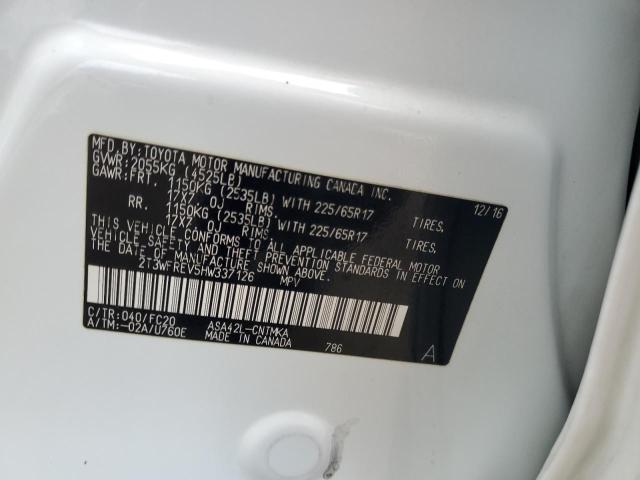 MFD.BY:TOYOTA MOTOR MANUFACTURING CANADA INC. 12/16
GVWR:2055KG (4525LB)
GAWR:FRT. 1150KG (2535LB) WITH 225/65R17 TIRES.
17X7.0J RIMS.
RR. 1150KG (2535LB) WITH 225/65R17 TIRES.
17X7.0J RIMS.
THIS VEHICLE CONFORMS TO ALL APPLICABLE FEDERAL MOTOR
VEHICLE SAFETY AND THEFT PREVENTION STANDARDS IN EFFECT ON
THE DATE OF MANUFACTURE SHOWN ABOVE.
2T3WFREV5HW337126 MPV
C/TR:040/FC20 ASA42L-CNTMKA
A/TM:-02A/U760E MADE IN CANADA 786 A